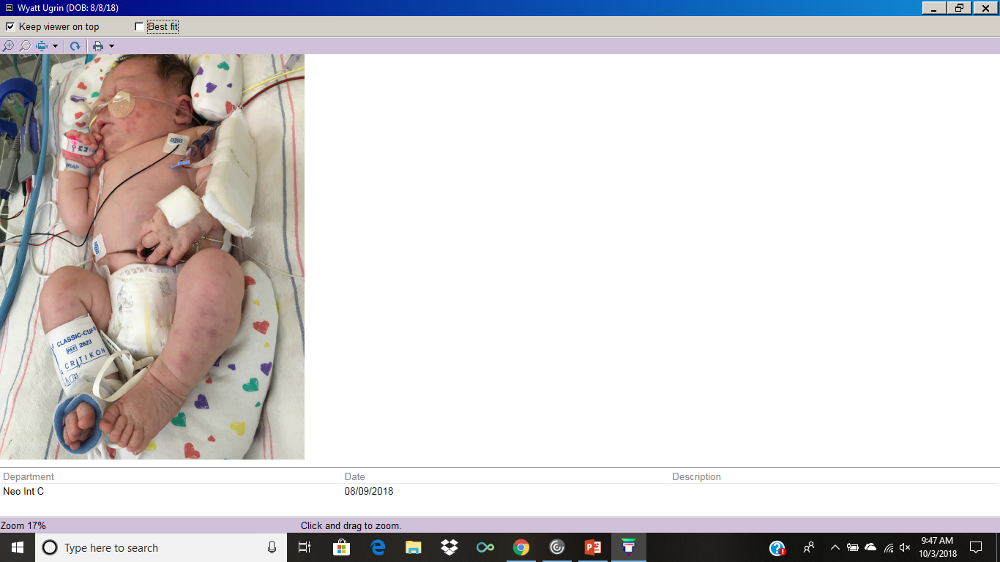 Wyatt Ugrin (DOB: 8/8/18)
Keep viewer on top
Best fit
CLASSIC-CUF
REF 2623
CRITIKON
Department
Date
Description
Neo Int C
08/09/2018
Zoom 17%
Click and drag to zoom.
Type here to search
9:47 AM
10/3/2018